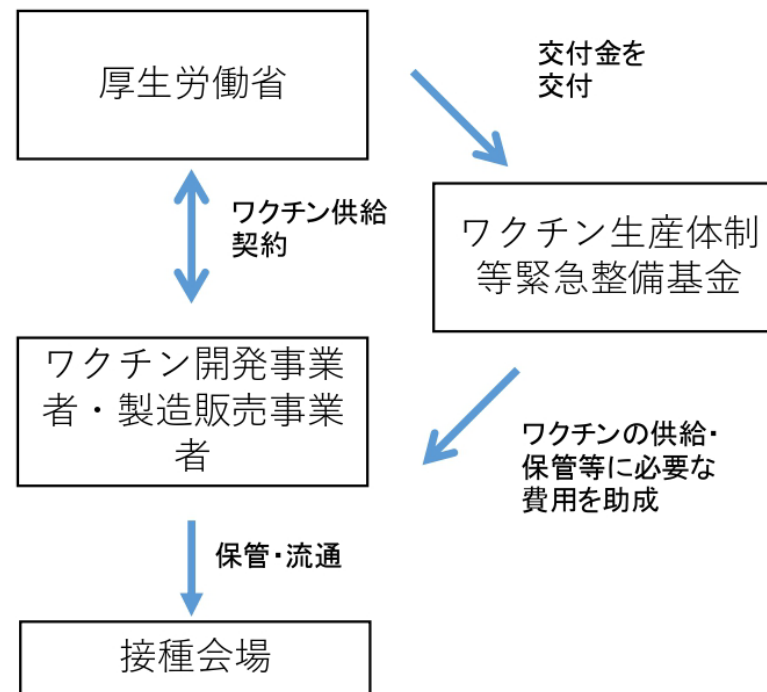 厚生労働省
交付金を
交付
ワクチン供給
契約
ワクチン生産体制
等緊急整備基金
ワクチン開発事業
者・製造販売事業
者
ワクチンの供給・
保管等に必要な
費用を助成
保管・流通
接種会場